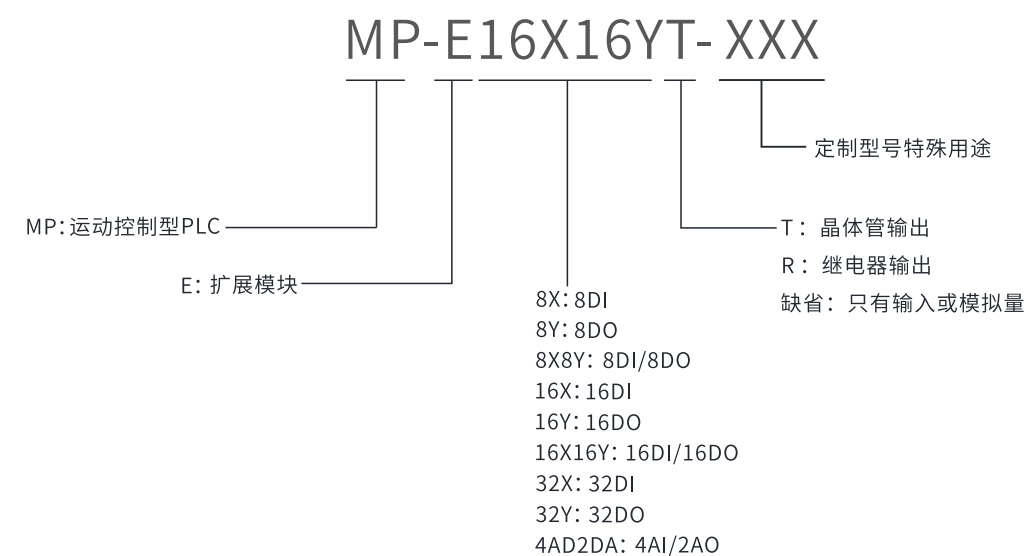 MP-E16X16YT-XXX
定制型号特殊用途
MP：运动控制型PLC
T：晶体管输出
R：继电器输出
缺省：只有输入或模拟量
E：扩展模块
8X：8DI
8Y：8DO
8X8Y：8DI/8DO
16X：16DI
16Y：16DO
16X16Y：16DI/16DO
32X：32DI
32Y：32DO
4AD2DA：4AI/2AO